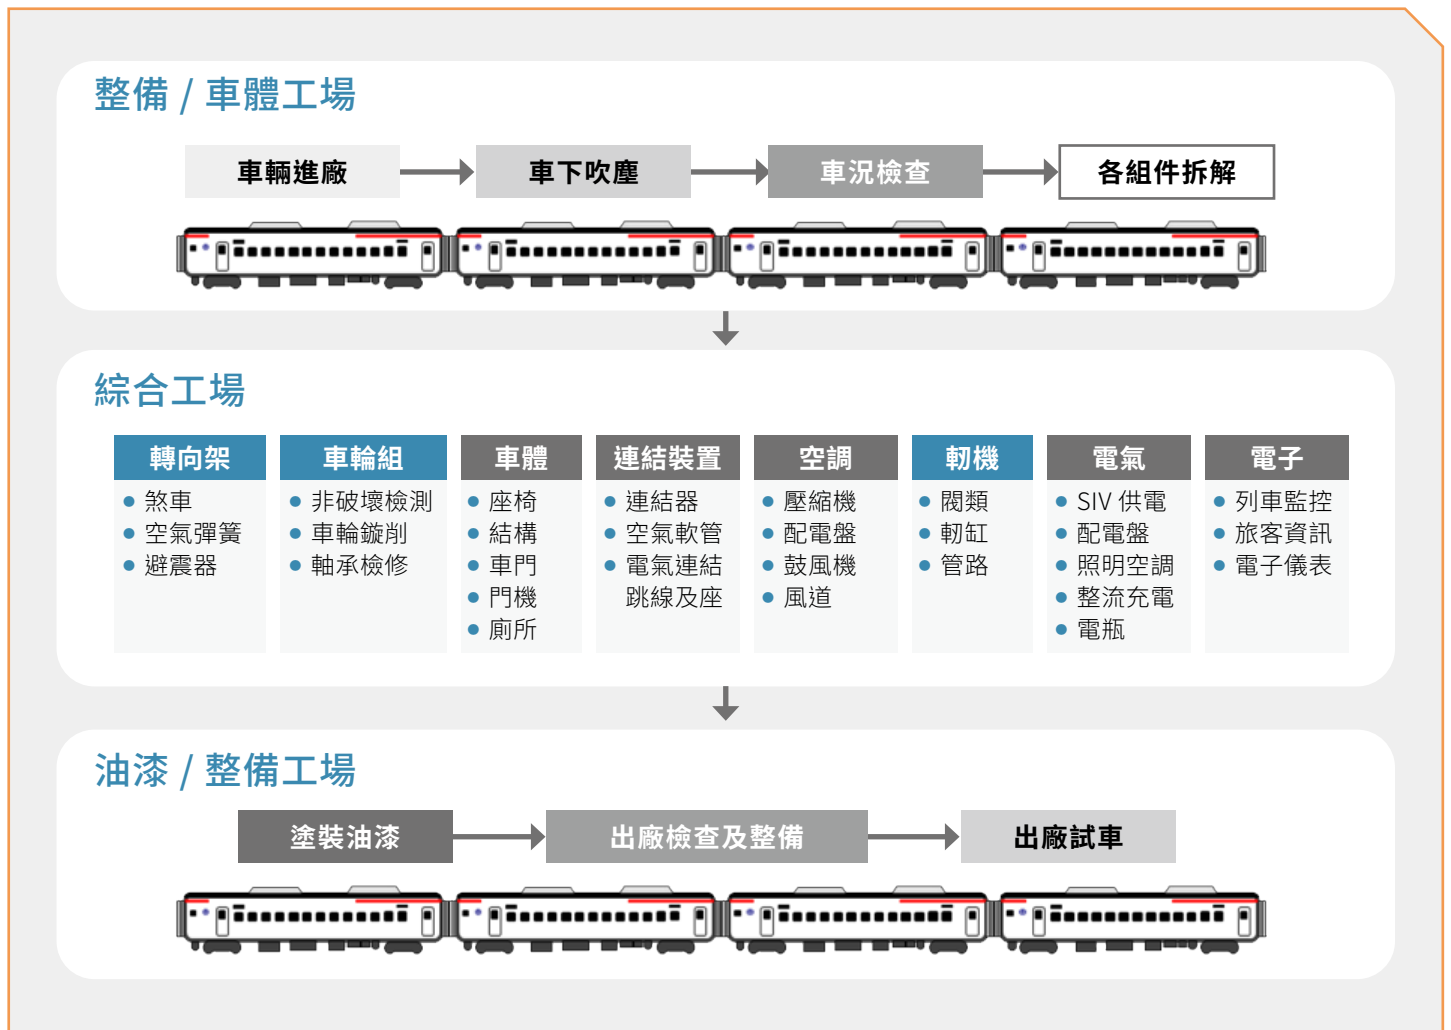 整備 / 車體工場
車輛進廠
車下吹塵
車況檢查
各組件拆解
綜合工場
轉向架
煞車
空氣彈簧
避震器
車輪組
非破壞檢測
車輪鏇削
軸承檢修
車體
座椅
結構
車門
門機
廁所
連結裝置
連結器
空氣軟管
電氣連結
跳線及座
空調
壓縮機
配電盤
鼓風機
風道
軔機
閥類
軔缸
管路
電氣
SIV 供電
配電盤
照明空調
整流充電
電瓶
電子
列車監控
旅客資訊
電子儀表
油漆 / 整備工場
塗裝油漆
出廠檢查及整備
出廠試車